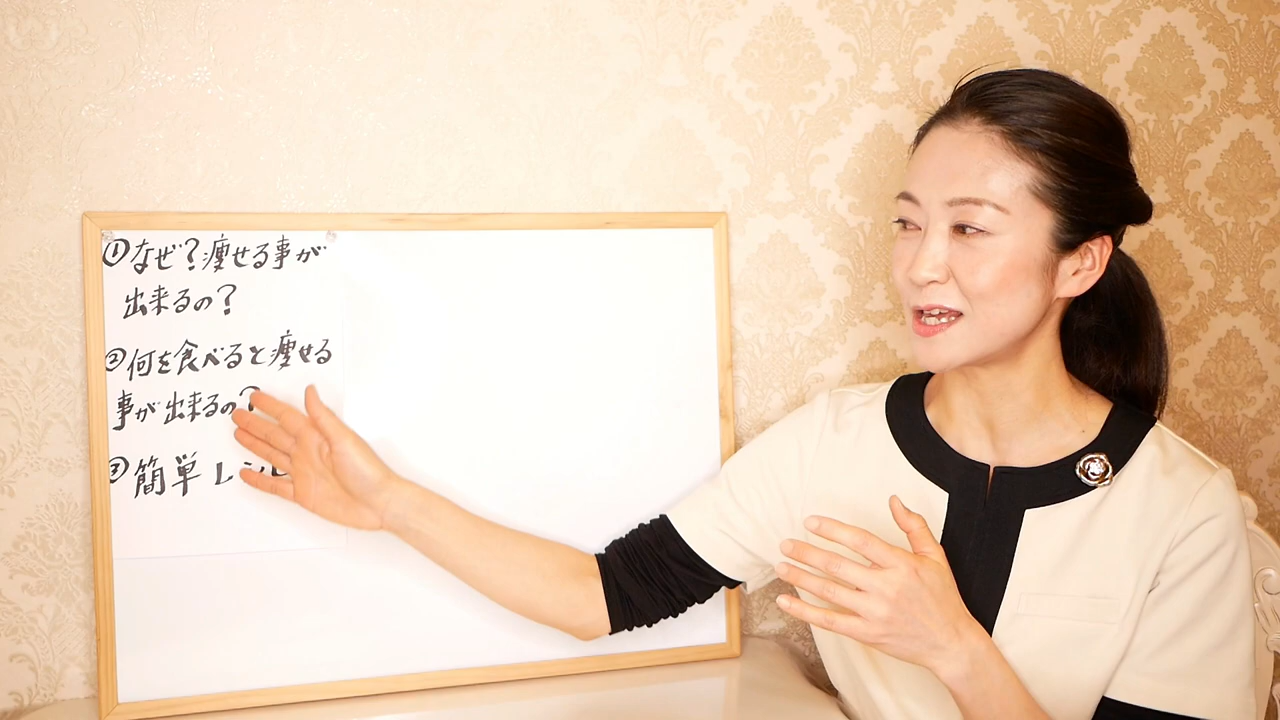 ①なぜ?痩せる事が
出来るの?
②何を食べると痩せる
事が出来るの?
③簡単